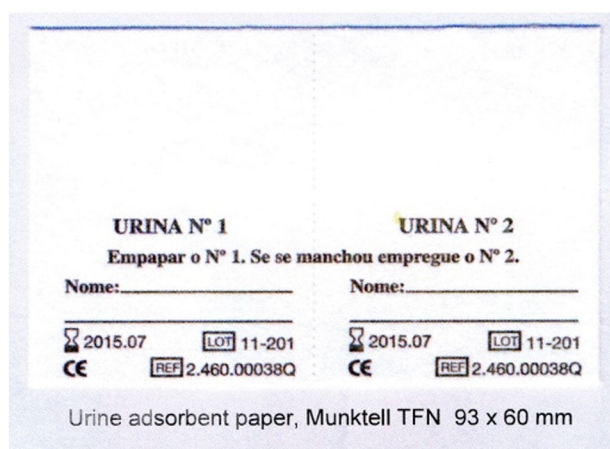 URINA Nº 1 URINA Nº 2
Empapar o Nº 1. Se se manchou empregue o Nº 2.
Nome: Nome:
2015.07 LOT 11-201 2015.07 LOT 11-201
CE REF 2.460.00038Q CE REF 2.460.00038Q
Urine adsorbent paper, Munktell TFN 93 x 60 mm